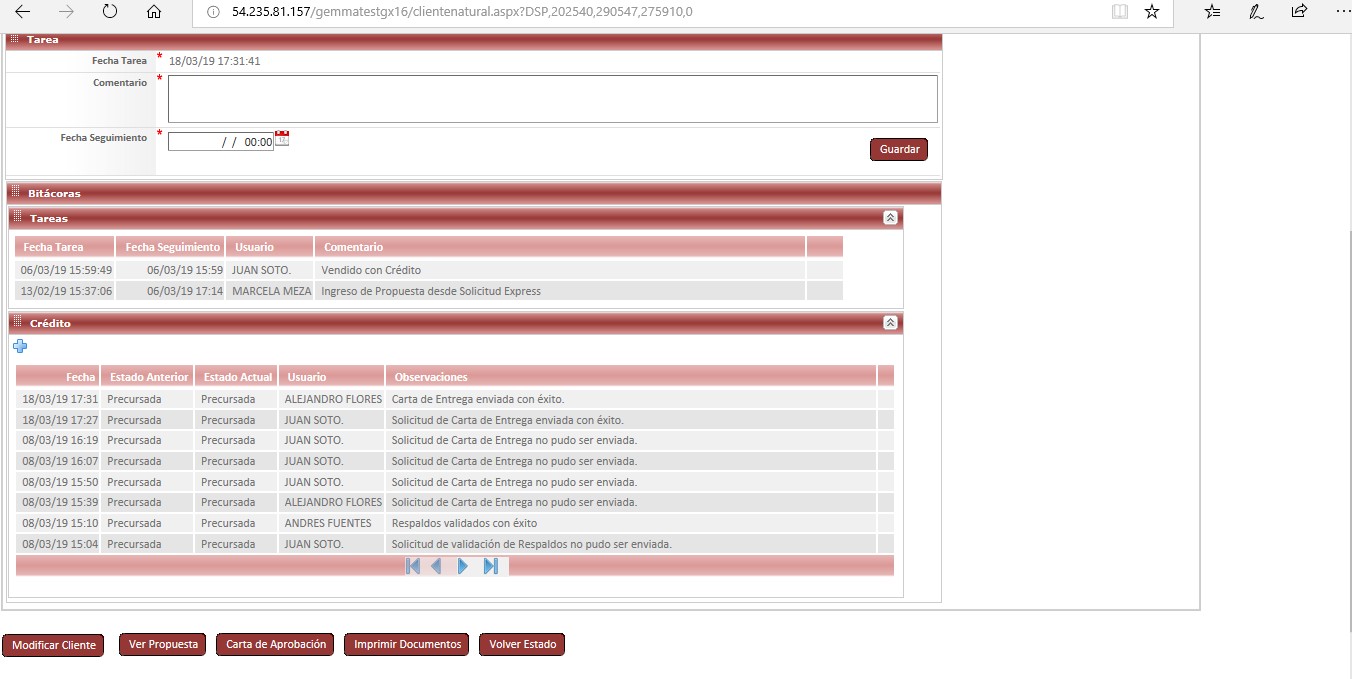 54.235.81.157/gemmatestgx16/clientenatural.aspx?DSP,202540,290547,275910,0
Tarea
Fecha Tarea * 18/03/19 17:31:41
Comentario *
Fecha Seguimiento * / / 00:00
Guardar
Bitácoras
Tareas
Fecha Tarea Fecha Seguimiento Usuario Comentario
06/03/19 15:59:49 06/03/19 15:59 JUAN SOTO. Vendido con Crédito
13/02/19 15:37:06 06/03/19 17:14 MARCELA MEZA Ingreso de Propuesta desde Solicitud Express
Crédito
Fecha Estado Anterior Estado Actual Usuario Observaciones
18/03/19 17:31 Precursada Precursada ALEJANDRO FLORES Carta de Entrega enviada con éxito.
18/03/19 17:27 Precursada Precursada JUAN SOTO. Solicitud de Carta de Entrega enviada con éxito.
08/03/19 16:19 Precursada Precursada JUAN SOTO. Solicitud de Carta de Entrega no pudo ser enviada.
08/03/19 16:07 Precursada Precursada JUAN SOTO. Solicitud de Carta de Entrega no pudo ser enviada.
08/03/19 15:50 Precursada Precursada JUAN SOTO. Solicitud de Carta de Entrega no pudo ser enviada.
08/03/19 15:39 Precursada Precursada ALEJANDRO FLORES Solicitud de Carta de Entrega no pudo ser enviada.
08/03/19 15:10 Precursada Precursada ANDRES FUENTES Respaldos validados con éxito
08/03/19 15:04 Precursada Precursada JUAN SOTO. Solicitud de validación de Respaldos no pudo ser enviada.
Modificar Cliente Ver Propuesta Carta de Aprobación Imprimir Documentos Volver Estado